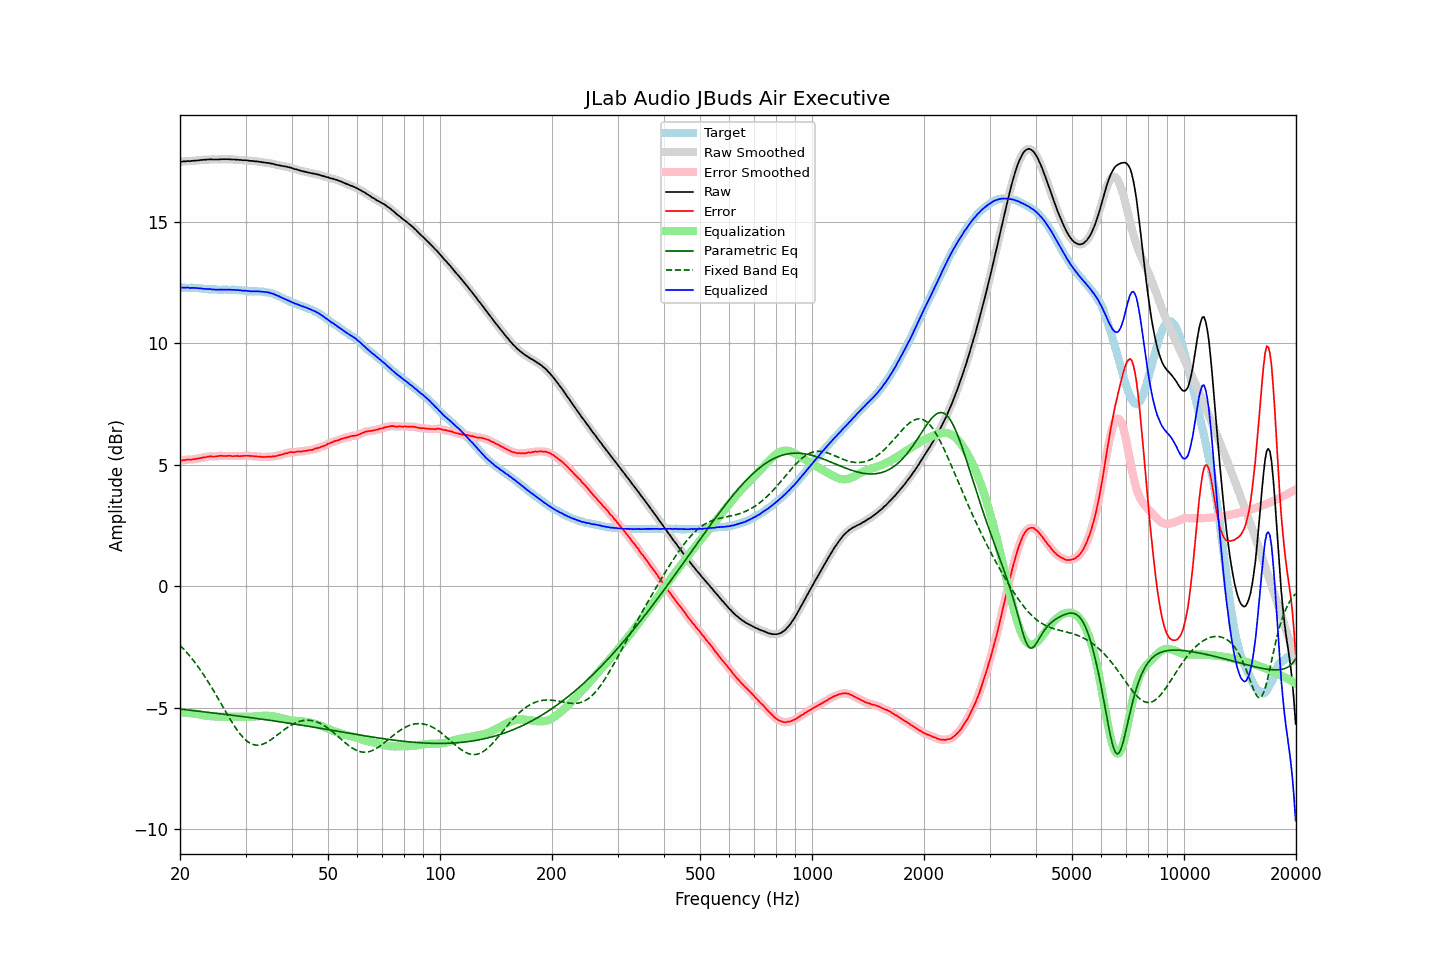 JLab Audio JBuds Air Executive
Target
Raw Smoothed
Error Smoothed
Raw
Error
Equalization
Parametric Eq
Fixed Band Eq
Equalized
Amplitude (dBr)
15
10
5
0
−5
−10
20 50 100 200 500 1000 2000 5000 10000 20000
Frequency (Hz)